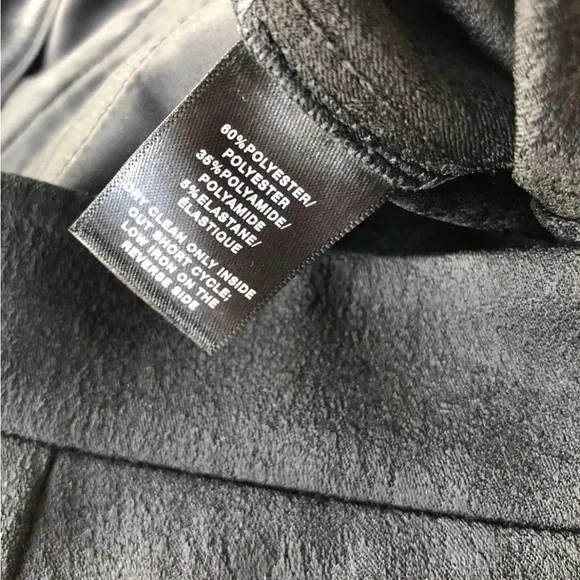 60%POLYESTER/
POLYESTER
35%POLYAMIDE/
POLYAMIDE
5%ELASTANE/
ÉLASTIQUE
DRY CLEAN ONLY INSIDE
OUT SHORT CYCLE;
LOW IRON ON THE
REVERSE SIDE